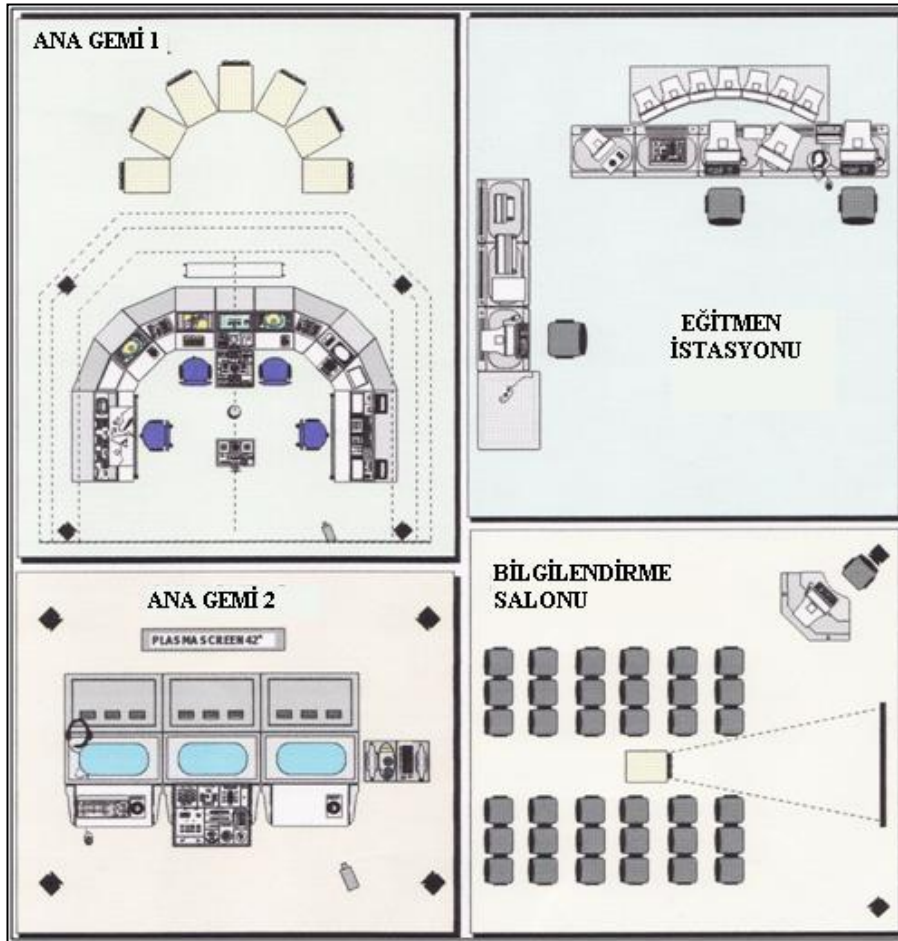 ANA GEMİ 1
EĞİTMEN
İSTASYONU
ANA GEMİ 2
PLASMA SCREEN 42"
BİLGİLENDİRME
SALONU